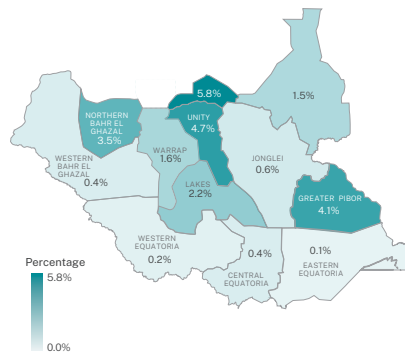 5.8%
1.5%
NORTHERN
BAHR EL
GHAZAL
3.5%
UNITY
4.7%
WARRAP
1.6%
JONGLEI
0.6%
WESTERN
BAHR EL
GHAZAL
0.4%
LAKES
2.2%
GREATER PIBOR
4.1%
WESTERN
EQUATORIA
0.2%
0.4%
CENTRAL
EQUATORIA
0.1%
EASTERN
EQUATORIA
Percentage
5.8%
0.0%